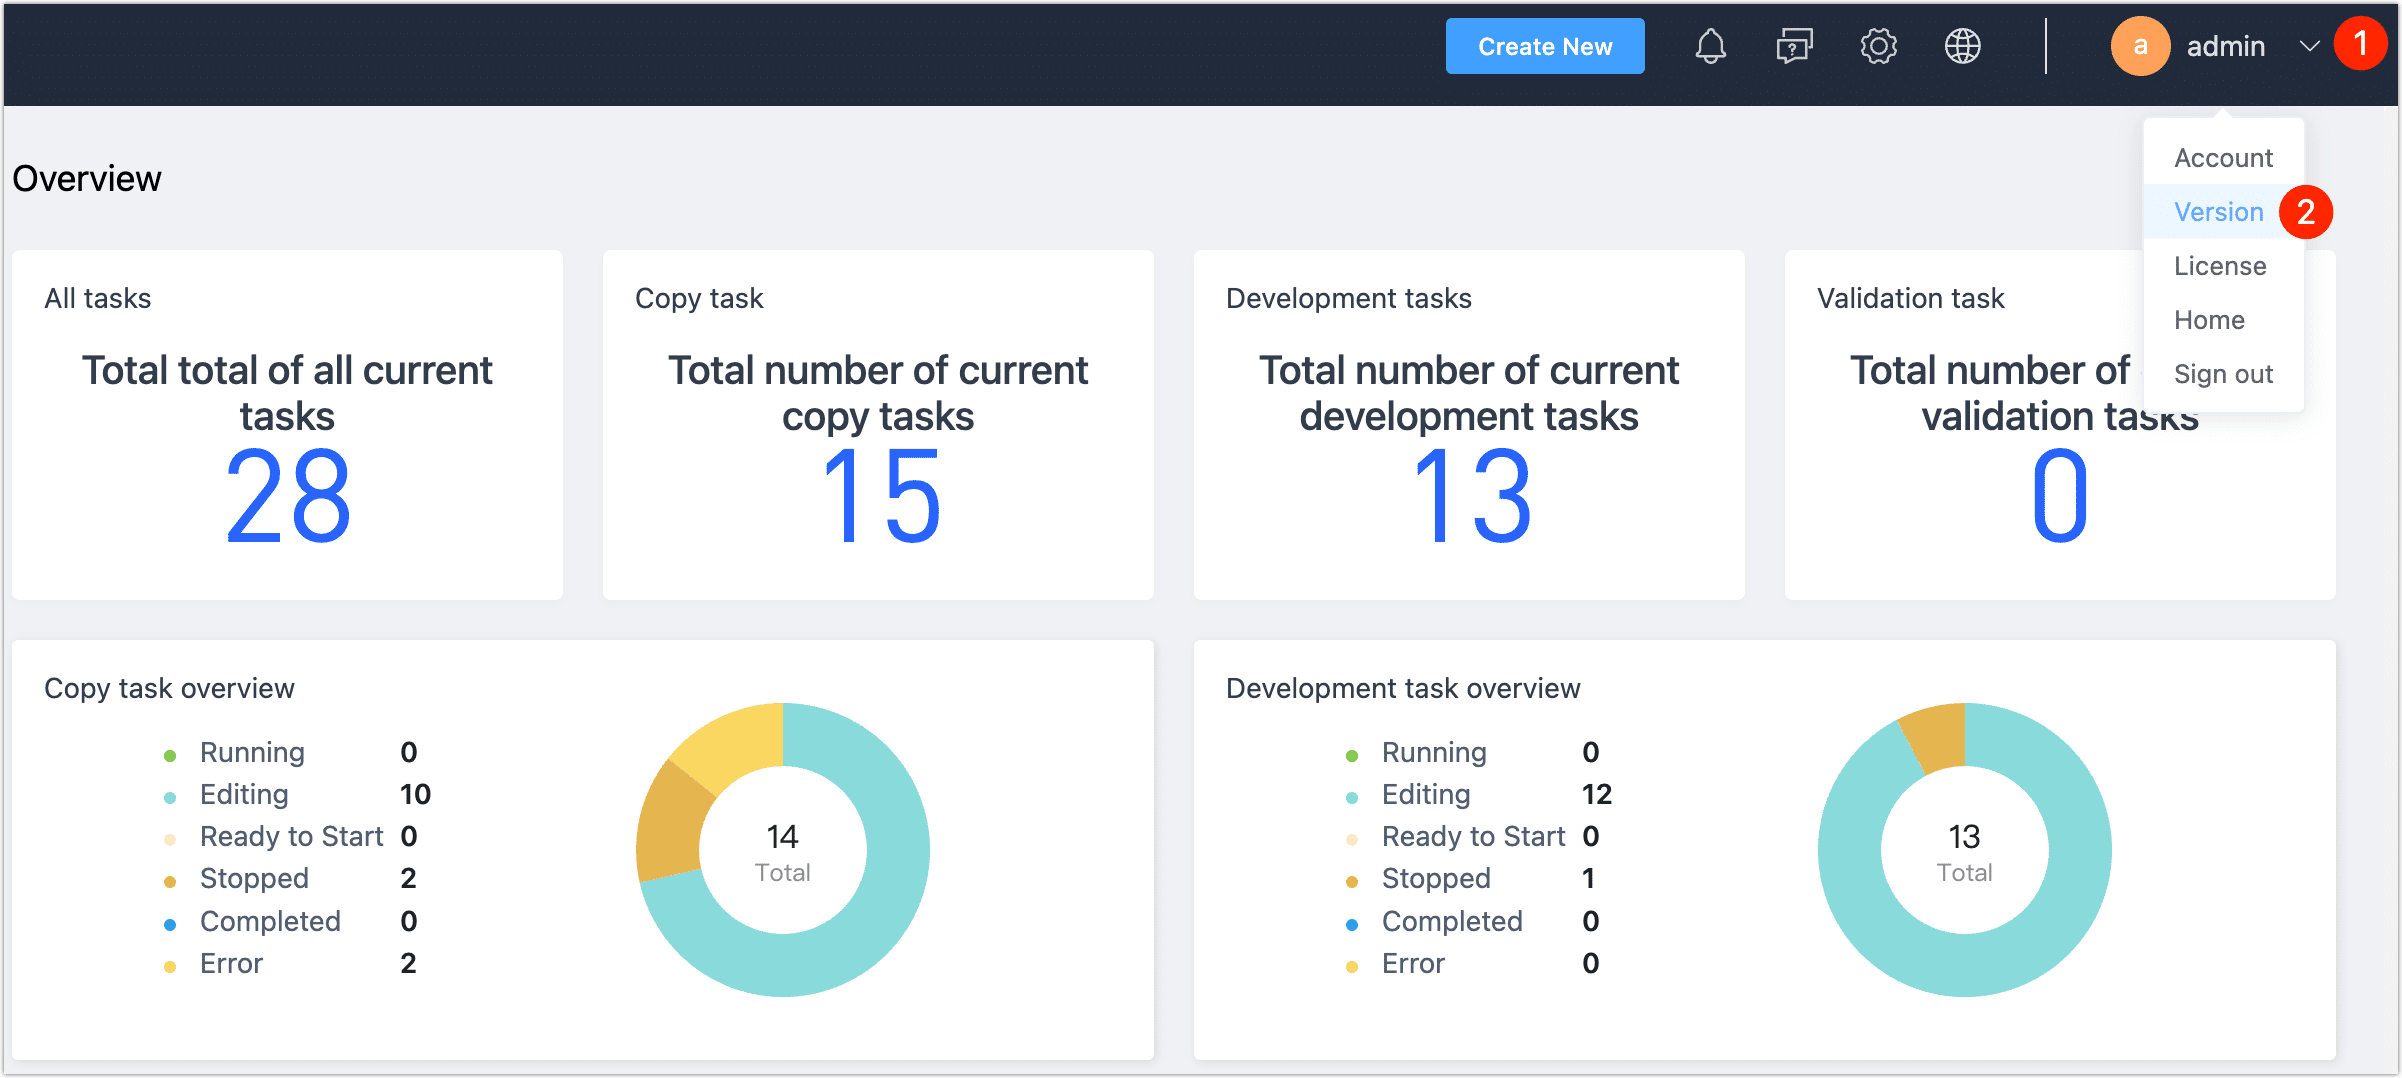 Create New
a
admin
1
Account
Version
2
License
Home
Sign out
Overview
All tasks
Total total of all current
tasks
28
Copy task
Total number of current
copy tasks
15
Development tasks
Total number of current
development tasks
13
Validation task
Total number of
validation tasks
0
Copy task overview
Running 0
Editing 10
Ready to Start 0
Stopped 2
Completed 0
Error 2
14
Total
Development task overview
Running 0
Editing 12
Ready to Start 0
Stopped 1
Completed 0
Error 0
13
Total